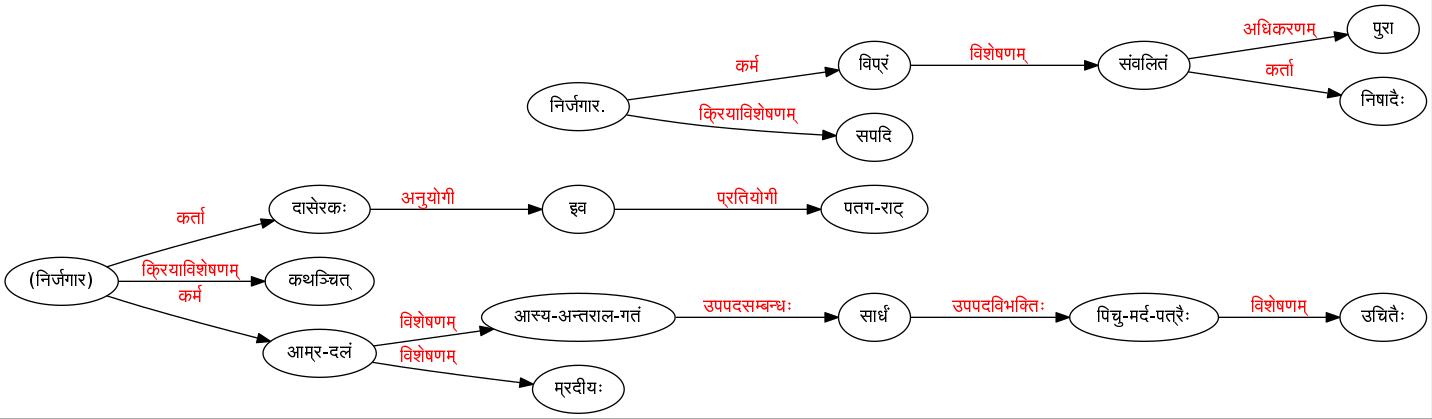 पुरा
अधिकरणम्
कर्म
विप्रं
विशेषणम्
संवलितं
कर्ता
निर्जगार.
निषादैः
क्रियाविशेषणम्
सपदि
कर्ता
दासेरकः
अनुयोगी
इव
प्रतियोगी
पतग-राट्
(निर्जगार)
क्रियाविशेषणम्
कथञ्चित्
कर्म
विशेषणम्
आस्य-अन्तराल-गतं
उपपदसम्बन्धः
सार्धं
उपपदविभक्तिः
पिचु-मर्द-पत्रैः
विशेषणम्
उचितैः
आम्र-दलं
विशेषणम्
म्रदीयः